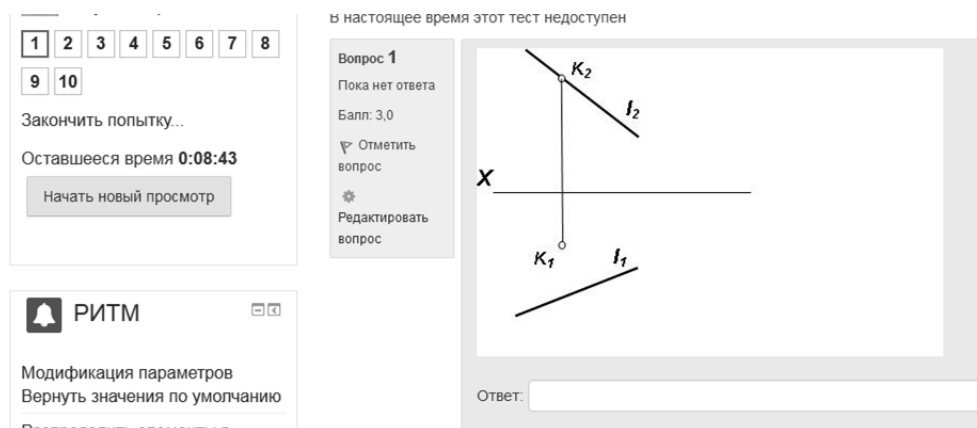 1 2 3 4 5 6 7 8
9 10
Закончить попытку...
Оставшееся время 0:08:43
Начать новый просмотр
РИТМ
Модификация параметров
Вернуть значения по умолчанию
В настоящее время этот тест недоступен
Вопрос 1
Пока нет ответа
Балл: 3,0
Отметить
вопрос
Редактировать
вопрос
K2
l2
X
K1
l1
Ответ: